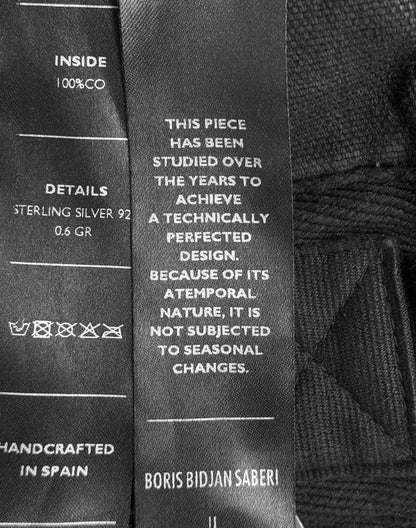 INSIDE
100%CO
DETAILS
STERLING SILVER 92
0.6 GR
HANDCRAFTED
IN SPAIN
THIS PIECE
HAS BEEN
STUDIED OVER
THE YEARS TO
ACHIEVE
A TECHNICALLY
PERFECTED
DESIGN.
BECAUSE OF ITS
ATEMPORAL
NATURE, IT IS
NOT SUBJECTED
TO SEASONAL
CHANGES.
BORIS BIDJAN SABERI